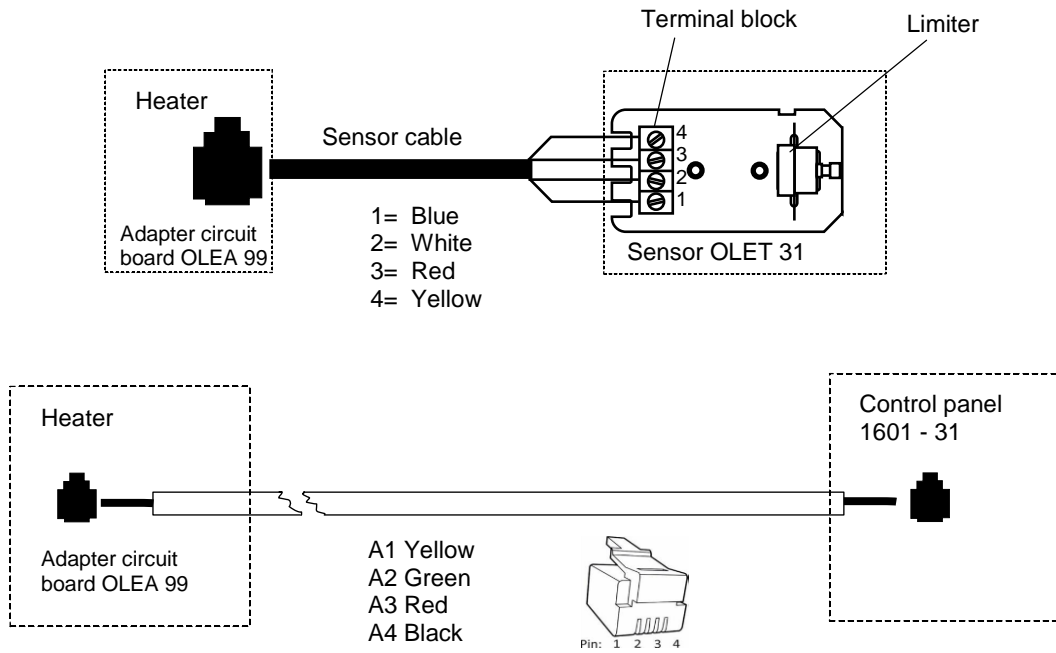 Terminal block
Limiter
Heater
Sensor cable
4
3
2
1
1= Blue
2= White
3= Red
4= Yellow
Adapter circuit
board OLEA 99
Sensor OLET 31
Heater
Control panel
1601 - 31
Adapter circuit
board OLEA 99
A1 Yellow
A2 Green
A3 Red
A4 Black
Pin: 1 2 3 4